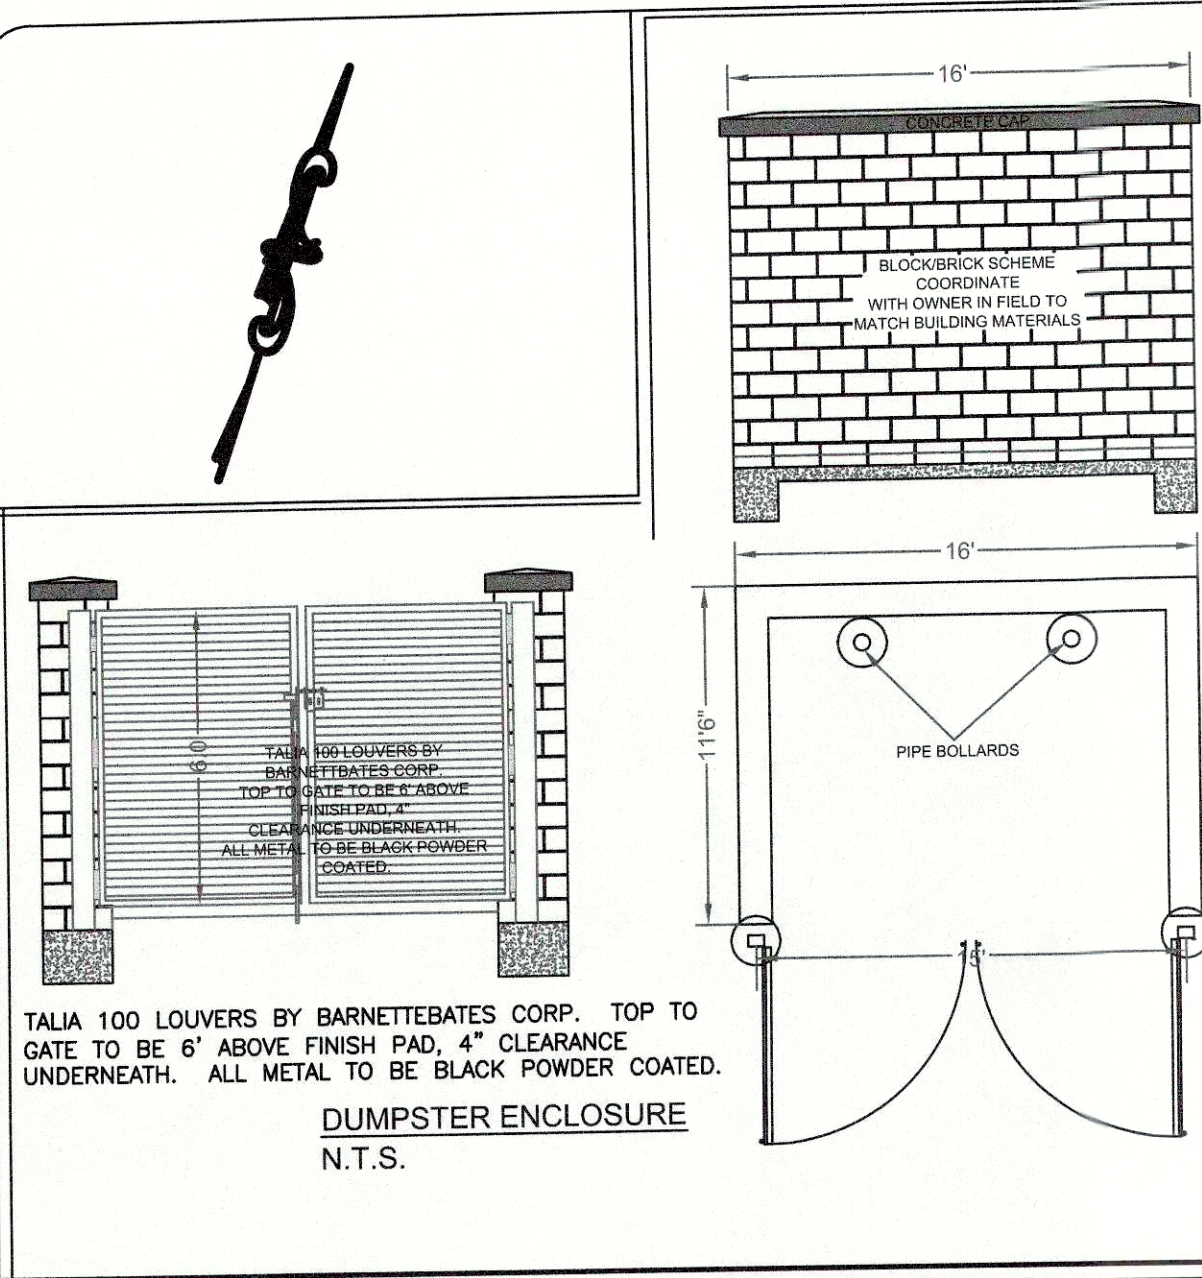 16'
CONCRETE CAP
BLOCK/BRICK SCHEME
COORDINATE
WITH OWNER IN FIELD TO
MATCH BUILDING MATERIALS
16'
11'6"
PIPE BOLLARDS
15'
6'0
TALIA 100 LOUVERS BY
BARNETTBATES CORP.
TOP TO GATE TO BE 6' ABOVE
FINISH PAD, 4"
CLEARANCE UNDERNEATH.
ALL METAL TO BE BLACK POWDER
COATED.
TALIA 100 LOUVERS BY BARNETTEBATES CORP. TOP TO
GATE TO BE 6' ABOVE FINISH PAD, 4" CLEARANCE
UNDERNEATH. ALL METAL TO BE BLACK POWDER COATED.
DUMPSTER ENCLOSURE
N.T.S.